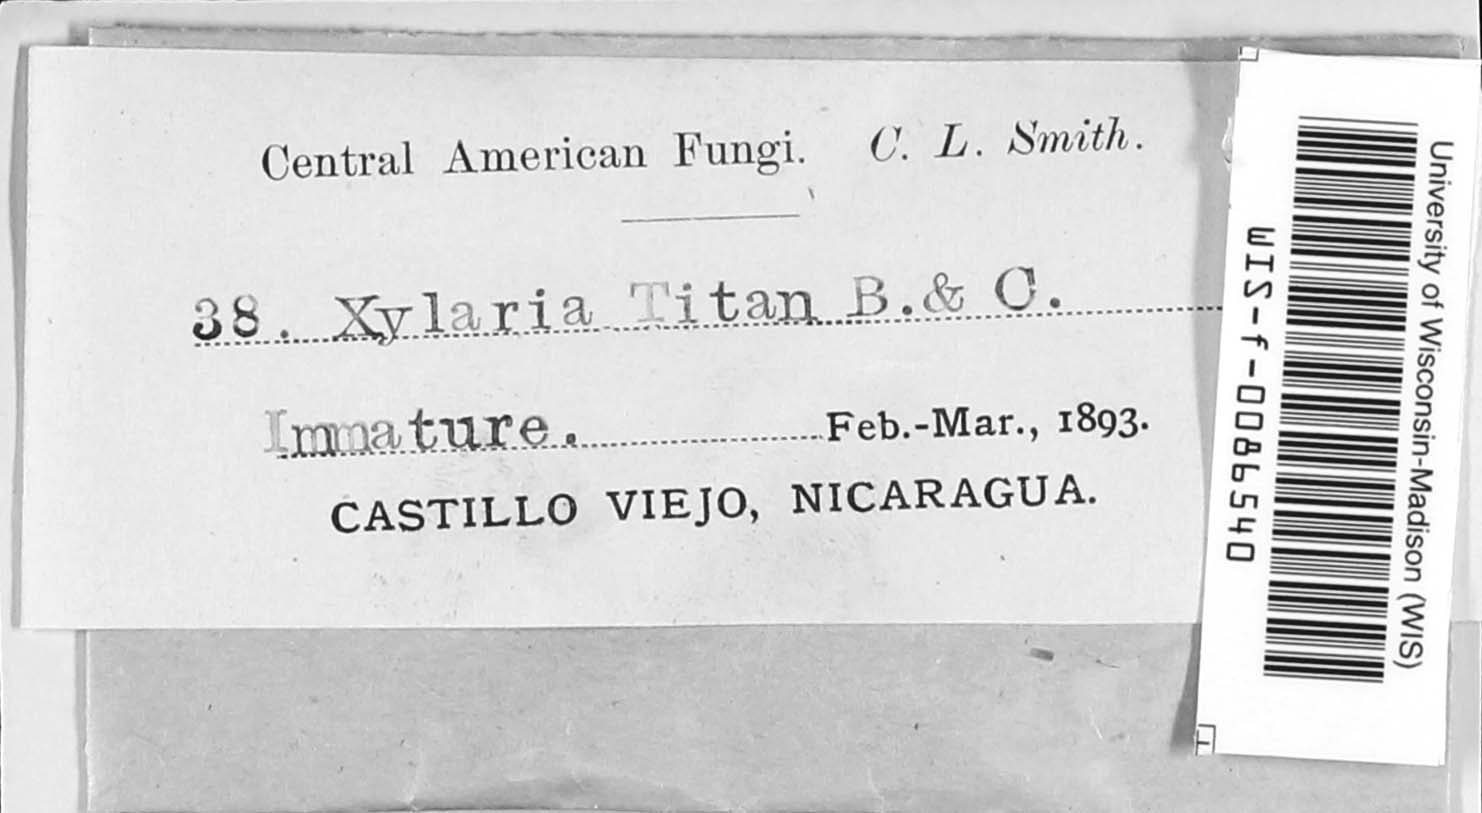 Central American Fungi. C. L. Smith.
38. Xylaria Titan B. & C.
Immature. Feb.-Mar., 1893.
CASTILLO VIEJO, NICARAGUA.
WIS-f-0086540
University of Wisconsin-Madison (WIS)